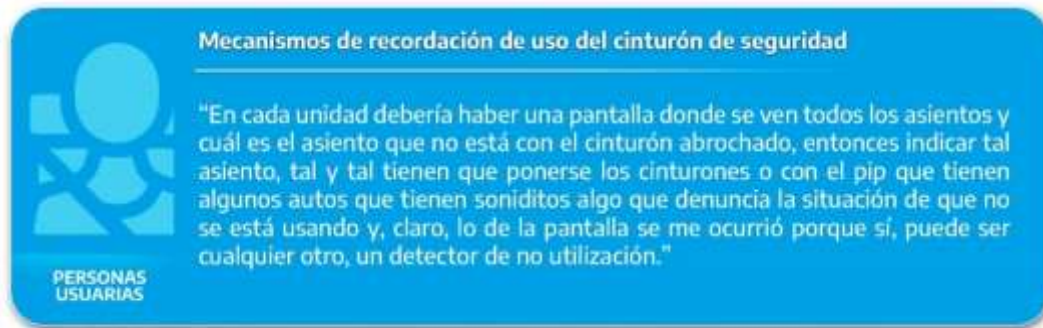 Mecanismos de recordación de uso del cinturón de seguridad
“En cada unidad debería haber una pantalla donde se ven todos los asientos y
cuál es el asiento que no está con el cinturón abrochado, entonces indicar tal
asiento, tal y tal tienen que ponerse los cinturones o con el pip que tienen
algunos autos que tienen soniditos algo que denuncia la situación de que no
se está usando y, claro, lo de la pantalla se me ocurrió porque sí, puede ser
cualquier otro, un detector de no utilización.”
PERSONAS
USUARIAS